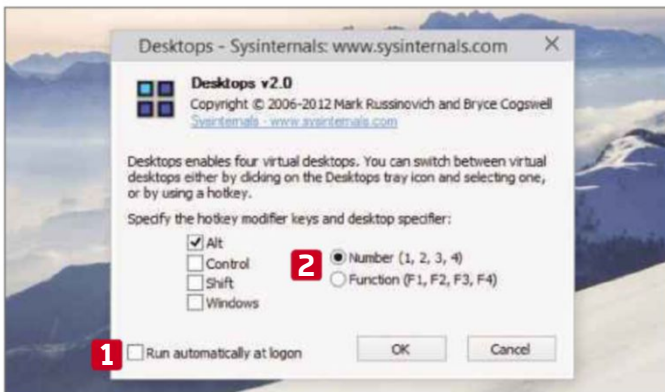 Desktops - Sysinternals: www.sysinternals.com
Desktops v2.0
Copyright © 2006-2012 Mark Russinovich and Bryce Cogswell
Sysinternals - www.sysinternals.com
Desktops enables four virtual desktops. You can switch between virtual
desktops either by clicking on the Desktops tray icon and selecting one,
or by using a hotkey.
Specify the hotkey modifier keys and desktop specifier:
Alt
Control
Shift
Windows
2
Number (1, 2, 3, 4)
Function (F1, F2, F3, F4)
1
Run automatically at logon
OK
Cancel